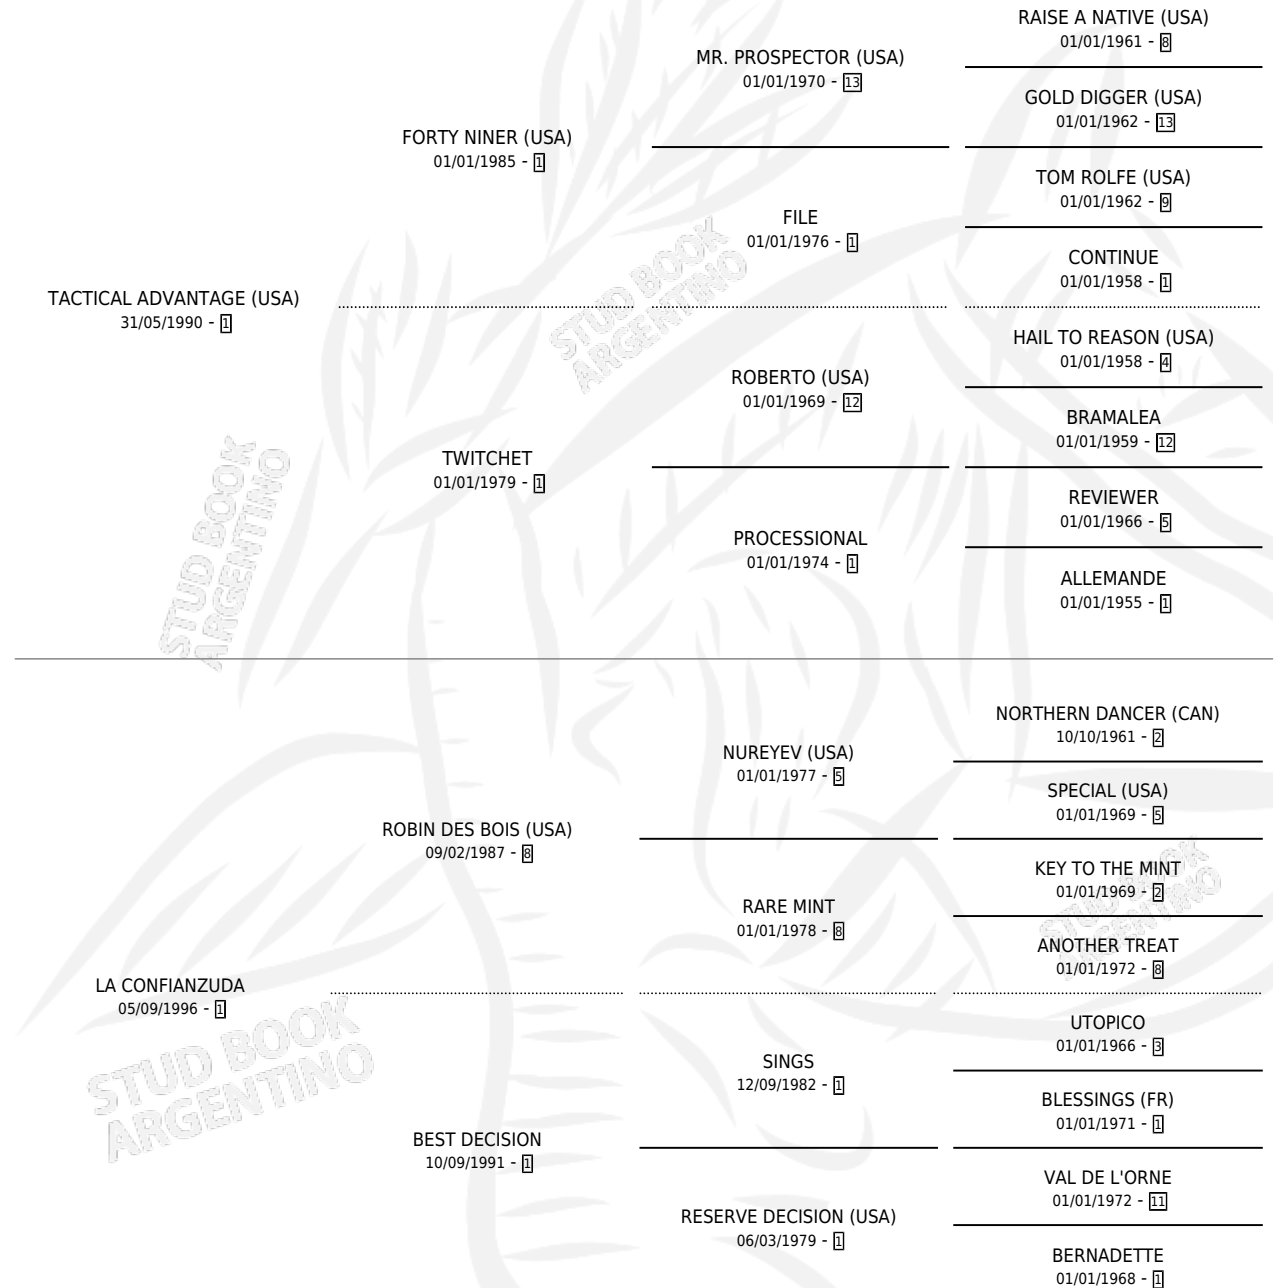 RAISE A NATIVE (USA)
01/01/1961 - 8
MR. PROSPECTOR (USA)
01/01/1970 - 13
GOLD DIGGER (USA)
01/01/1962 - 13
FORTY NINER (USA)
01/01/1985 - 1
TOM ROLFE (USA)
01/01/1962 - 9
FILE
01/01/1976 - 1
CONTINUE
01/01/1958 - 1
TACTICAL ADVANTAGE (USA)
31/05/1990 - 1
HAIL TO REASON (USA)
01/01/1958 - 4
ROBERTO (USA)
01/01/1969 - 12
BRAMALEA
01/01/1959 - 12
TWITCHET
01/01/1979 - 1
REVIEWER
01/01/1966 - 5
PROCESSIONAL
01/01/1974 - 1
ALLEMANDE
01/01/1955 - 1
STUD BOOK
ARGENTINO
STUD BOOK
ARGENTINO
NORTHERN DANCER (CAN)
10/10/1961 - 2
NUREYEV (USA)
01/01/1977 - 5
SPECIAL (USA)
01/01/1969 - 5
ROBIN DES BOIS (USA)
09/02/1987 - 8
KEY TO THE MINT
01/01/1969 - 2
RARE MINT
01/01/1978 - 8
ANOTHER TREAT
01/01/1972 - 8
STUD BOOK
ARGENTINO
LA CONFIANZUDA
05/09/1996 - 1
UTOPICO
01/01/1966 - 3
SINGS
12/09/1982 - 1
BLESSINGS (FR)
01/01/1971 - 1
BEST DECISION
10/09/1991 - 1
VAL DE L'ORNE
01/01/1972 - 11
RESERVE DECISION (USA)
06/03/1979 - 1
BERNADETTE
01/01/1968 - 1
STUD BOOK
ARGENTINO